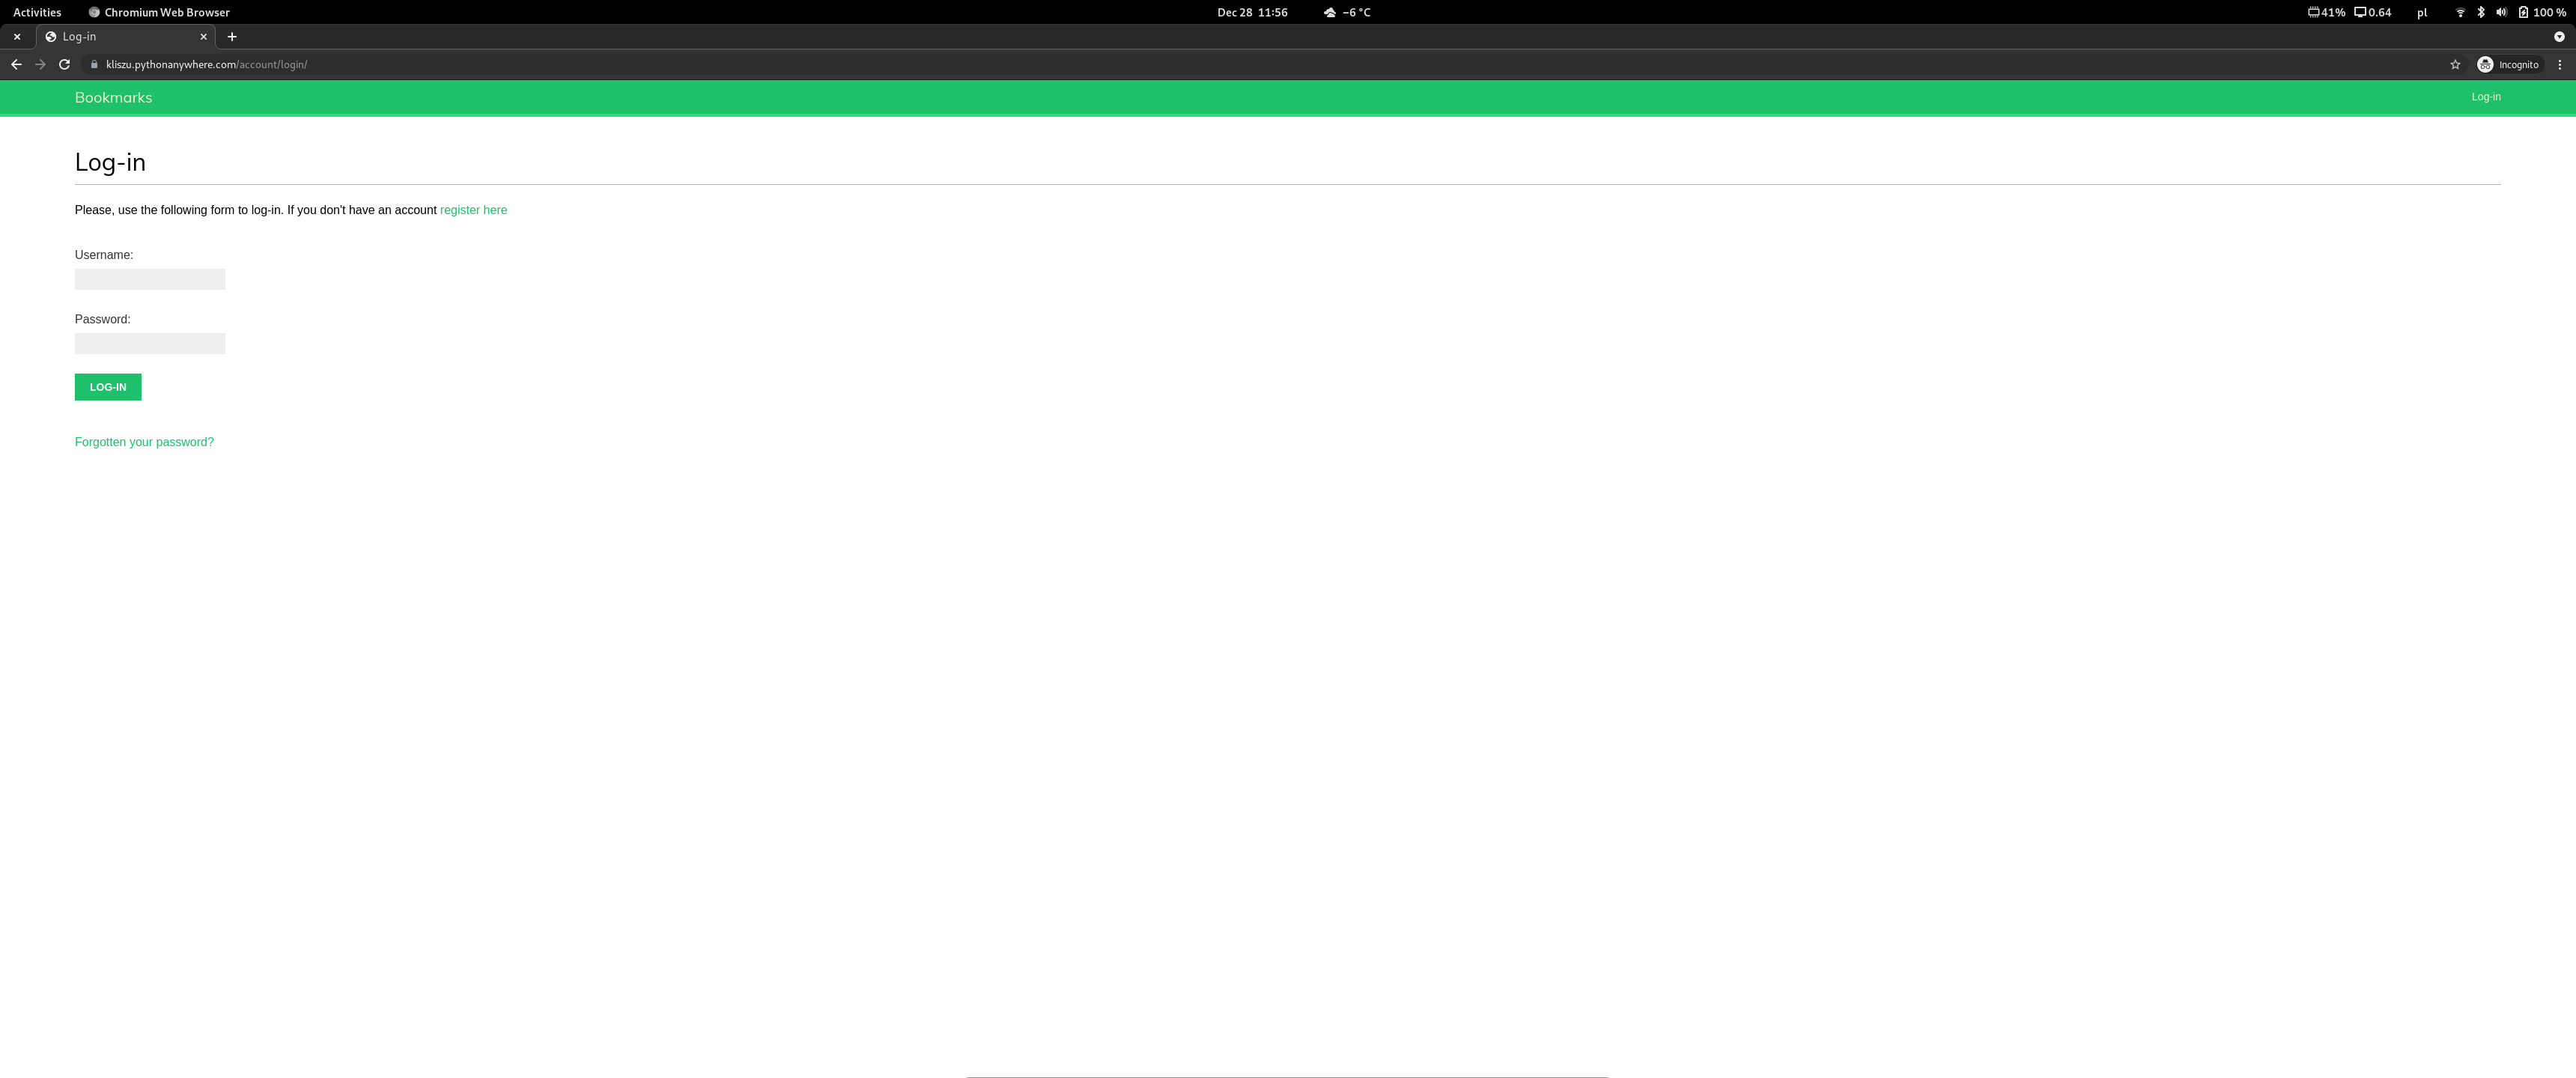 Activities Chromium Web Browser Dec 28 11:56 −6 °C 41% 0.64 pl 100 %
Log-in
kliszu.pythonanywhere.com/account/login/ Incognito
Bookmarks Log-in
Log-in
Please, use the following form to log-in. If you don't have an account register here
Username:
Password:
LOG-IN
Forgotten your password?